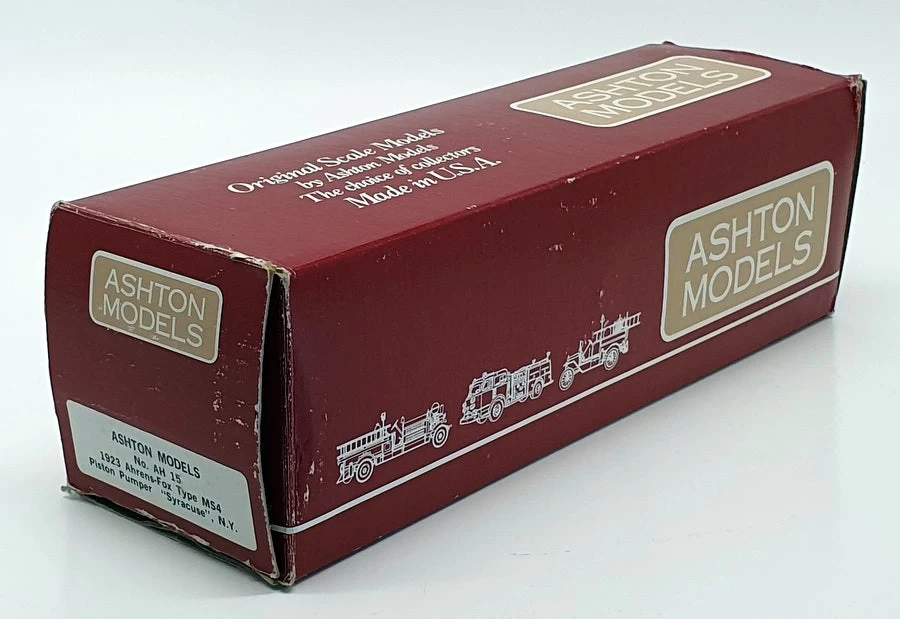 ASHTON
MODELS
Original Scale Models
by Ashton Models
The choice of collectors
Made in U.S.A.
ASHTON
MODELS
ASHTON
MODELS
ASHTON MODELS
No. AH 15
1923 Ahrens-Fox Type MS4
Piston Pumper "Syracuse", N.Y.